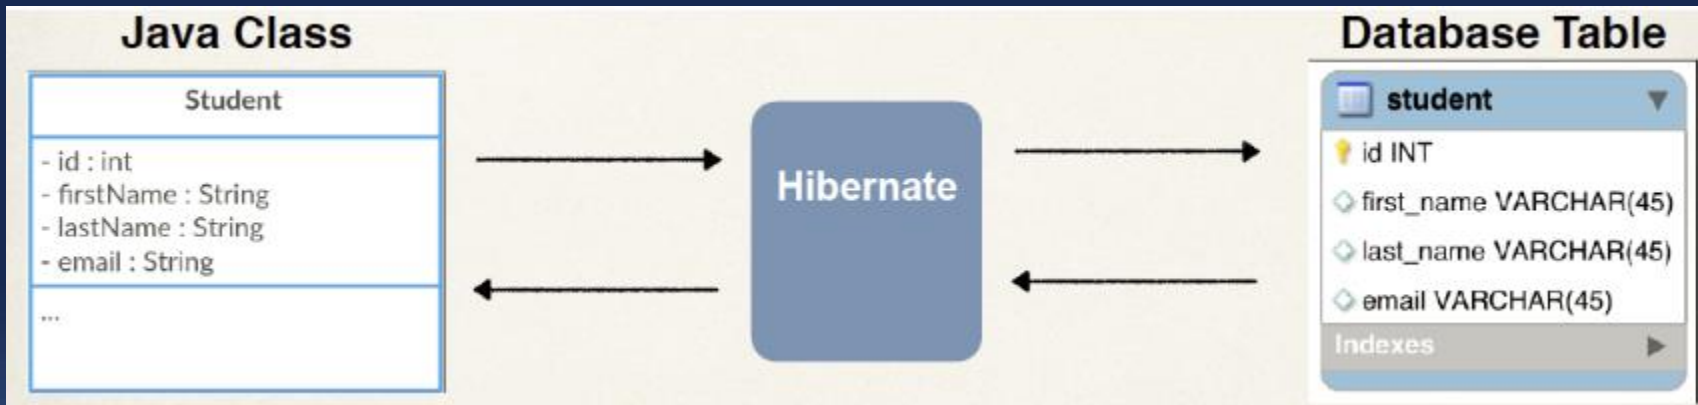 Java Class
Student
- id : int
- firstName : String
- lastName : String
- email : String
...
Hibernate
Database Table
student
id INT
first_name VARCHAR(45)
last_name VARCHAR(45)
email VARCHAR(45)
Indexes